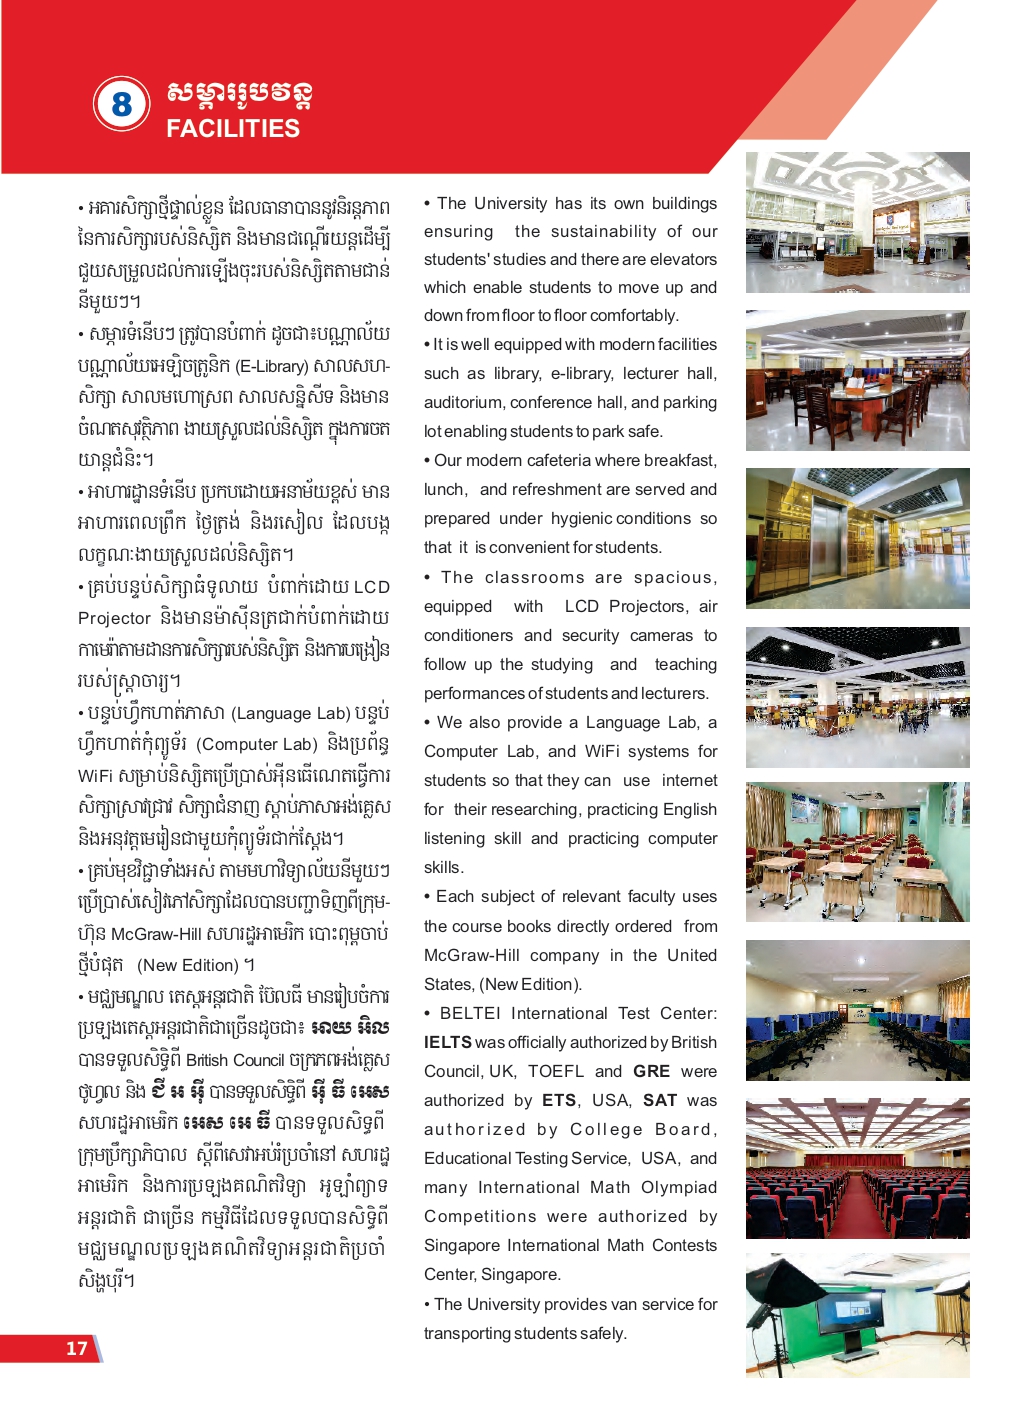 8
សម្ភាររូបវន្ត
FACILITIES
• អគារសិក្សាថ្មីផ្ទាល់ខ្លួន ដែលធានាបាននូវនិរន្តភាព
នៃការសិក្សារបស់និស្សិត និងមានជណ្តើរយន្តដើម្បី
ជួយសម្រួលដល់ការឡើងចុះរបស់និស្សិតតាមជាន់
នីមួយៗ។
• សម្ភារទំនើបៗ ត្រូវបានបំពាក់ ដូចជា៖បណ្ណាល័យ
បណ្ណាល័យអេឡិចត្រូនិក (E-Library) សាលសហ-
សិក្សា សាលមហោស្រព សាលសន្និសីទ និងមាន
ចំណតសុវត្ថិភាព ងាយស្រួលដល់និស្សិត ក្នុងការចត
យានជំនិះ។
• អាហារដ្ឋានទំនើប ប្រកបដោយអនាម័យខ្ពស់ មាន
អាហារពេលព្រឹក ថ្ងៃត្រង់ និងរសៀល ដែលបង្ក
លក្ខណៈងាយស្រួលដល់និស្សិត។
• គ្រប់បន្ទប់សិក្សាធំទូលាយ បំពាក់ដោយ LCD
Projector និងមានម៉ាស៊ីនត្រជាក់បំពាក់ដោយ
កាមេរ៉ាតាមដានការសិក្សារបស់និស្សិត និងការបង្រៀន
របស់ស្ត្រាចារ្យ។
• បន្ទប់ហ្វឹកហាត់ភាសា (Language Lab) បន្ទប់
ហ្វឹកហាត់កុំព្យូទ័រ (Computer Lab) និងប្រព័ន្ធ
WiFi សម្រាប់និស្សិតប្រើប្រាស់អ៊ីនធើណេតធ្វើការ
សិក្សាស្រាវជ្រាវ សិក្សាជំនាញ ស្តាប់ភាសាអង់គ្លេស
និងអនុវត្តមេរៀនជាមួយកុំព្យូទ័រជាក់ស្តែង។
• គ្រប់មុខវិជ្ជាទាំងអស់ តាមមហាវិទ្យាល័យនីមួយៗ
ប្រើប្រាស់សៀវភៅសិក្សាដែលបានបញ្ជាទិញពីក្រុម-
ហ៊ុន McGraw-Hill សហរដ្ឋអាមេរិក បោះពុម្ពចាប់
ថ្មីបំផុត (New Edition) ។
• មជ្ឈមណ្ឌល តេស្តអន្តរជាតិ ប៊ែលធី មានរៀបចំការ
ប្រឡងតេស្តអន្តរជាតិជាច្រើនដូចជា៖ អាយ អិល
បានទទួលសិទ្ធិពី British Council ចក្រភពអង់គ្លេស
ថូហ្វល និង ជី អ អ៊ី បានទទួលសិទ្ធិពី អ៊ី ធី អេស
សហរដ្ឋអាមេរិក អេស អេ ធី បានទទួលសិទ្ធពី
ក្រុមប្រឹក្សាភិបាល ស្តីពីសេវាអប់រំប្រចាំនៅ សហរដ្ឋ
អាមេរិក និងការប្រឡងគណិតវិទ្យា អូឡាំព្យាទ
អន្តរជាតិ ជាច្រើន កម្មវិធីដែលទទួលបានសិទ្ធិពី
មជ្ឈមណ្ឌលប្រឡងគណិតវិទ្យាអន្តរជាតិប្រចាំ
សិង្ហបុរី។
• The University has its own buildings
ensuring the sustainability of our
students' studies and there are elevators
which enable students to move up and
down from floor to floor comfortably.
• It is well equipped with modern facilities
such as library, e-library, lecturer hall,
auditorium, conference hall, and parking
lot enabling students to park safe.
• Our modern cafeteria where breakfast,
lunch, and refreshment are served and
prepared under hygienic conditions so
that it is convenient for students.
• The classrooms are spacious,
equipped with LCD Projectors, air
conditioners and security cameras to
follow up the studying and teaching
performances of students and lecturers.
• We also provide a Language Lab, a
Computer Lab, and WiFi systems for
students so that they can use internet
for their researching, practicing English
listening skill and practicing computer
skills.
• Each subject of relevant faculty uses
the course books directly ordered from
McGraw-Hill company in the United
States, (New Edition).
• BELTEI International Test Center:
IELTS was officially authorized by British
Council, UK, TOEFL and GRE were
authorized by ETS, USA, SAT was
authorized by College Board,
Educational Testing Service, USA, and
many International Math Olympiad
Competitions were authorized by
Singapore International Math Contests
Center, Singapore.
• The University provides van service for
transporting students safely.
17